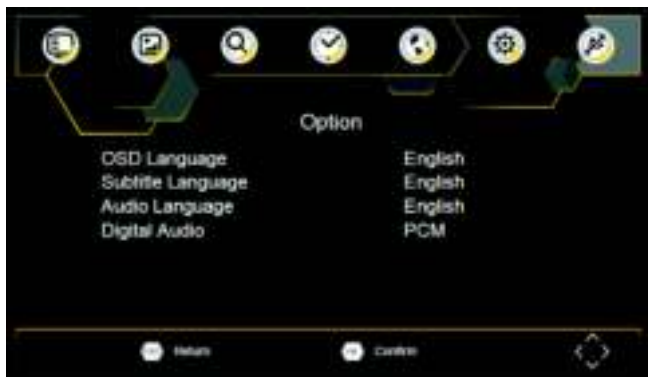 Option
OSD Language English
Subtitle Language English
Audio Language English
Digital Audio PCM
Return Confirm